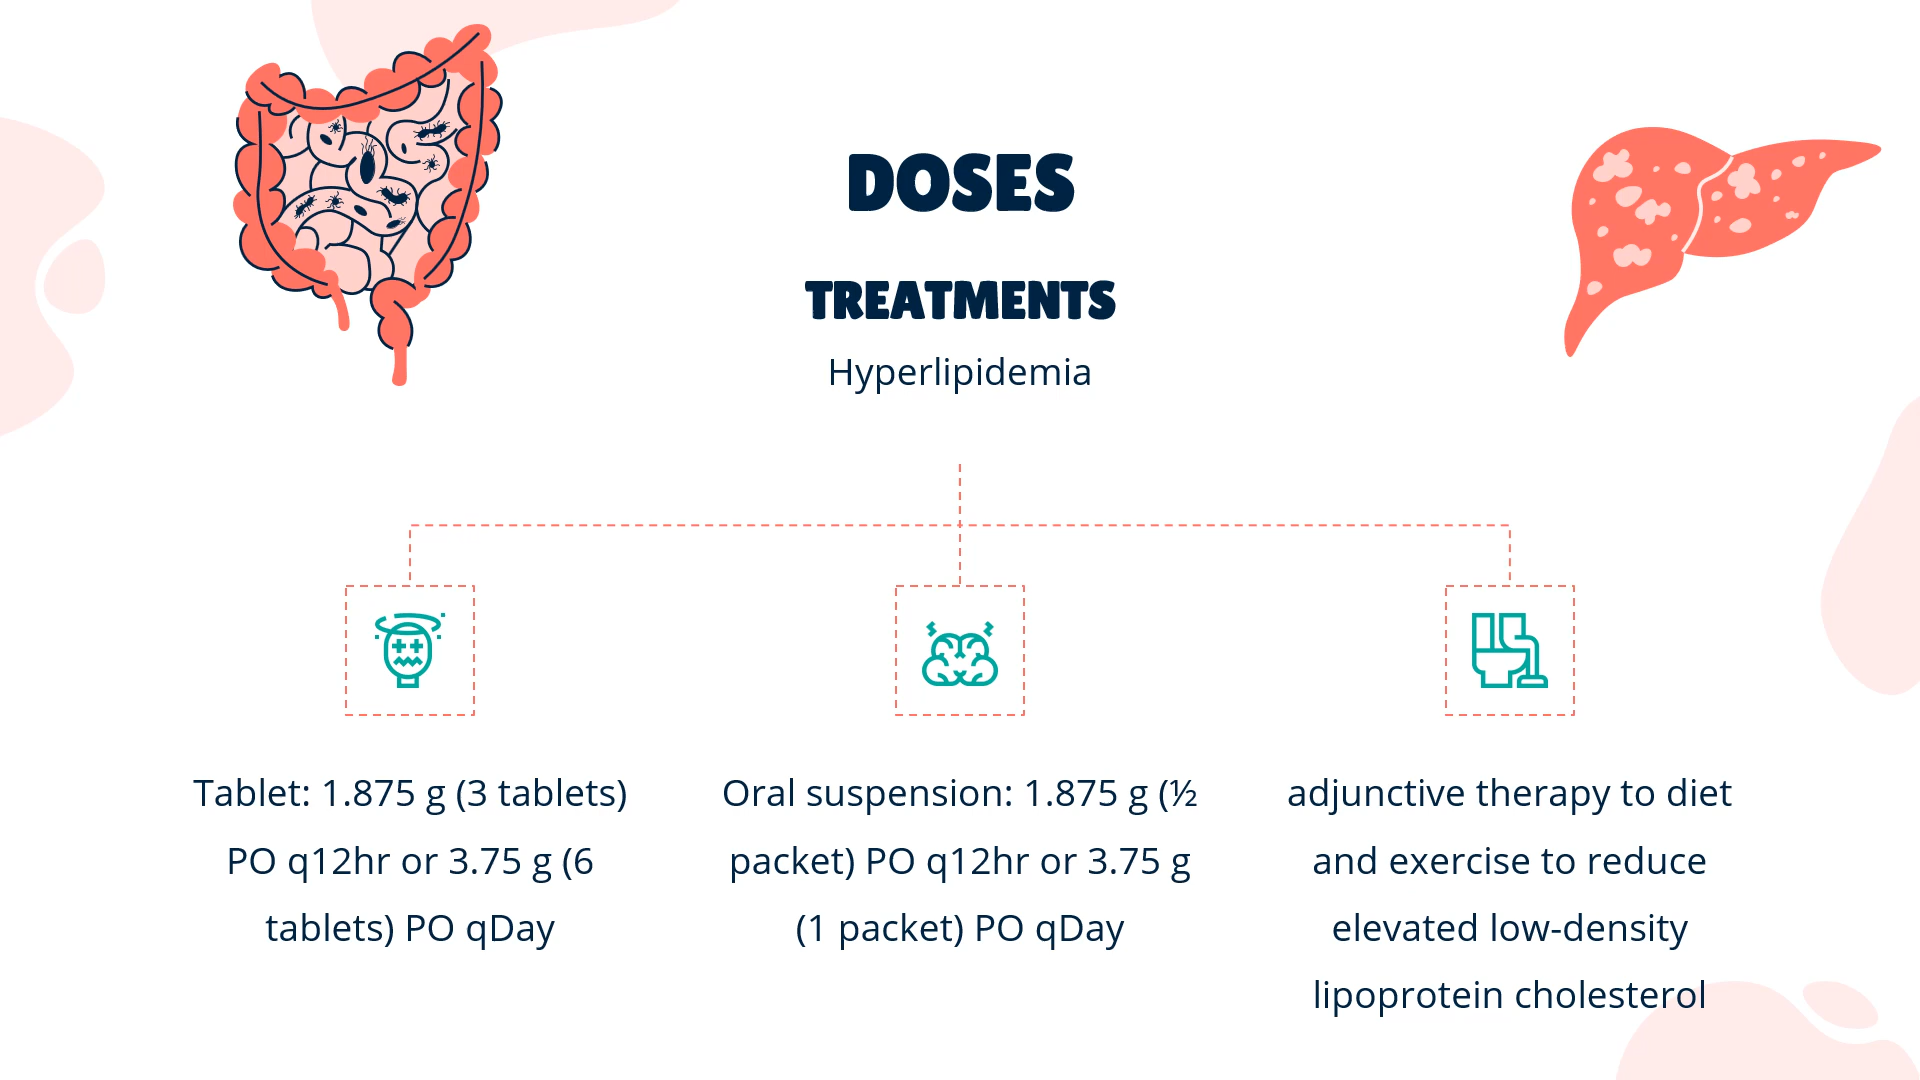 DOSES
TREATMENTS
Hyperlipidemia
Tablet: 1.875 g (3 tablets)
PO q12hr or 3.75 g (6
tablets) PO qDay
Oral suspension: 1.875 g (½
packet) PO q12hr or 3.75 g
(1 packet) PO qDay
adjunctive therapy to diet
and exercise to reduce
elevated low-density
lipoprotein cholesterol